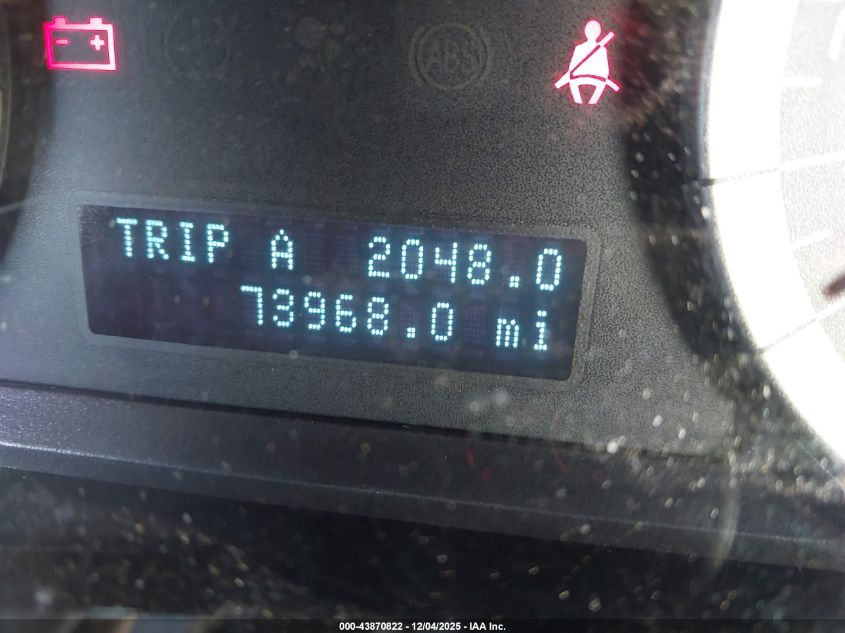 ABS
TRIP A 2048.0
73968.0 mi
000-43870822 - 12/04/2025 - IAA Inc.